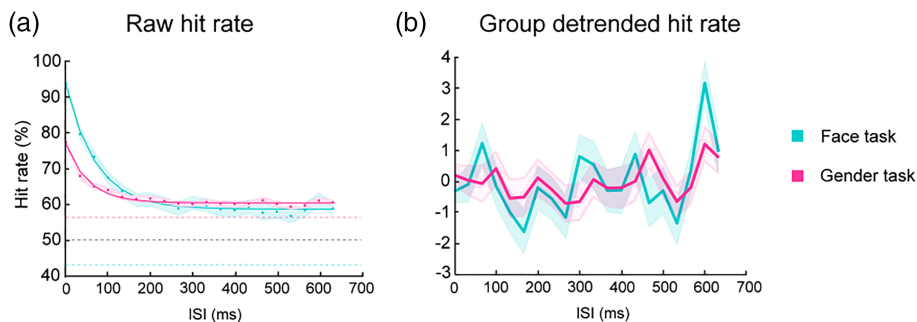 (a) Raw hit rate
Hit rate (%)
100
90
80
70
60
50
40
0 100 200 300 400 500 600 700
ISI (ms)
(b) Group detrended hit rate
4
3
2
1
0
-1
-2
-3
0 100 200 300 400 500 600 700
ISI (ms)
Face task
Gender task